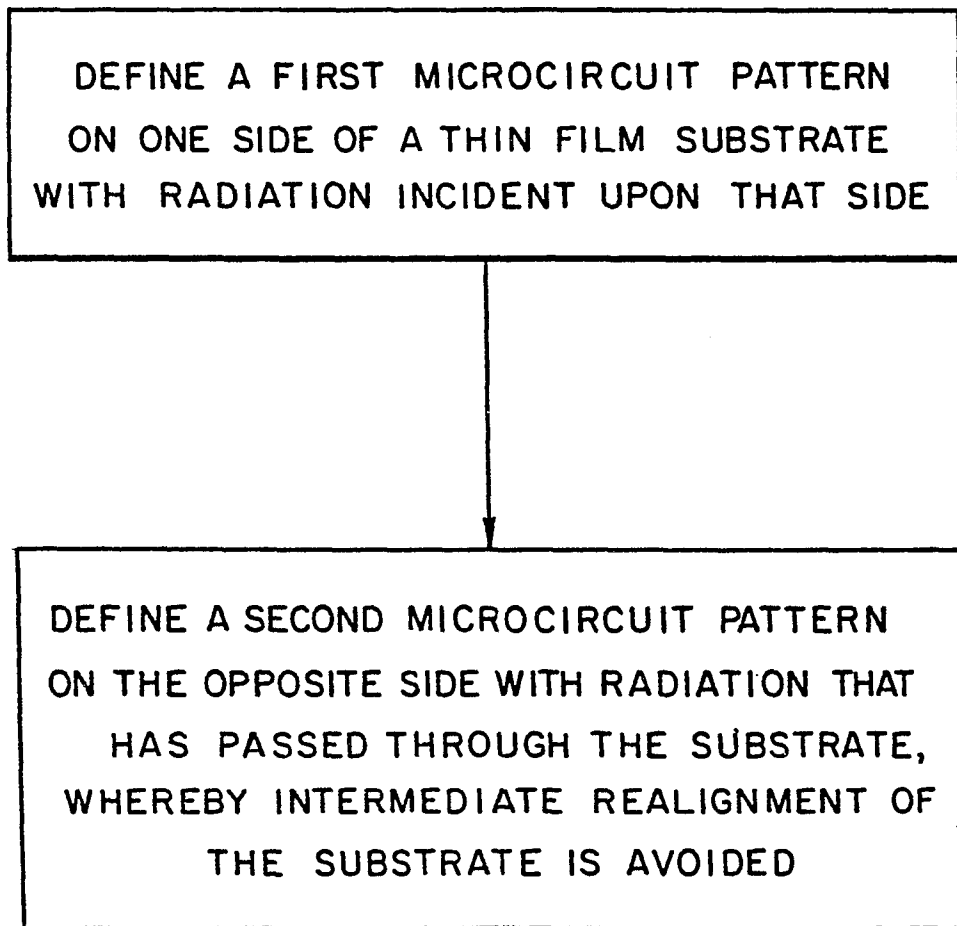 DEFINE A FIRST MICROCIRCUIT PATTERN
ON ONE SIDE OF A THIN FILM SUBSTRATE
WITH RADIATION INCIDENT UPON THAT SIDE
DEFINE A SECOND MICROCIRCUIT PATTERN
ON THE OPPOSITE SIDE WITH RADIATION THAT
HAS PASSED THROUGH THE SUBSTRATE,
WHEREBY INTERMEDIATE REALIGNMENT OF
THE SUBSTRATE IS AVOIDED